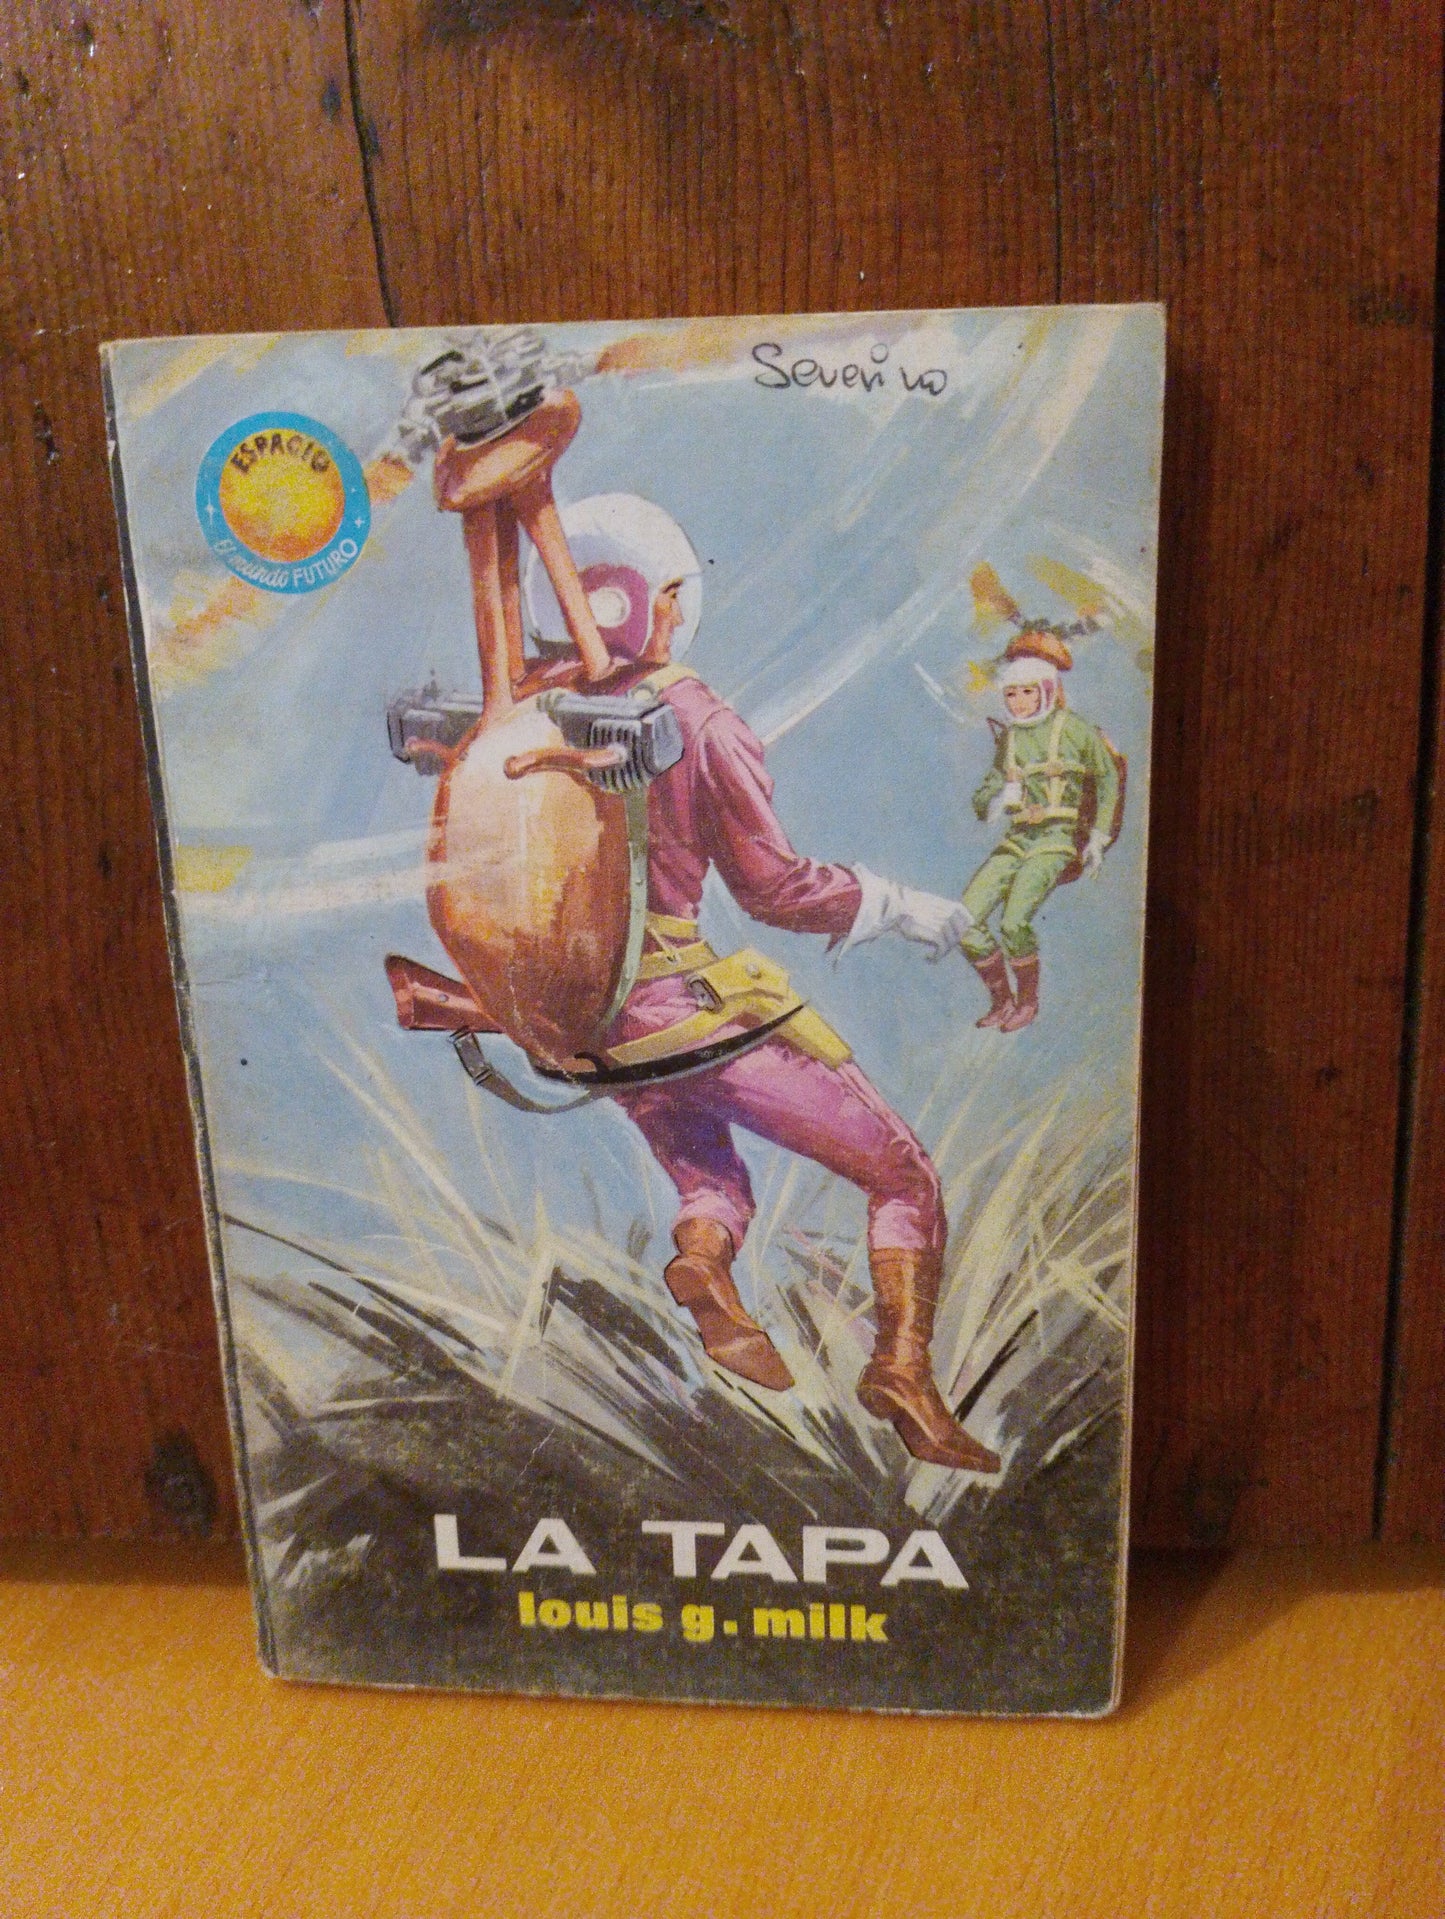 Severino
ESPACIO
El mundo FUTURO
LA TAPA
louis g. milk